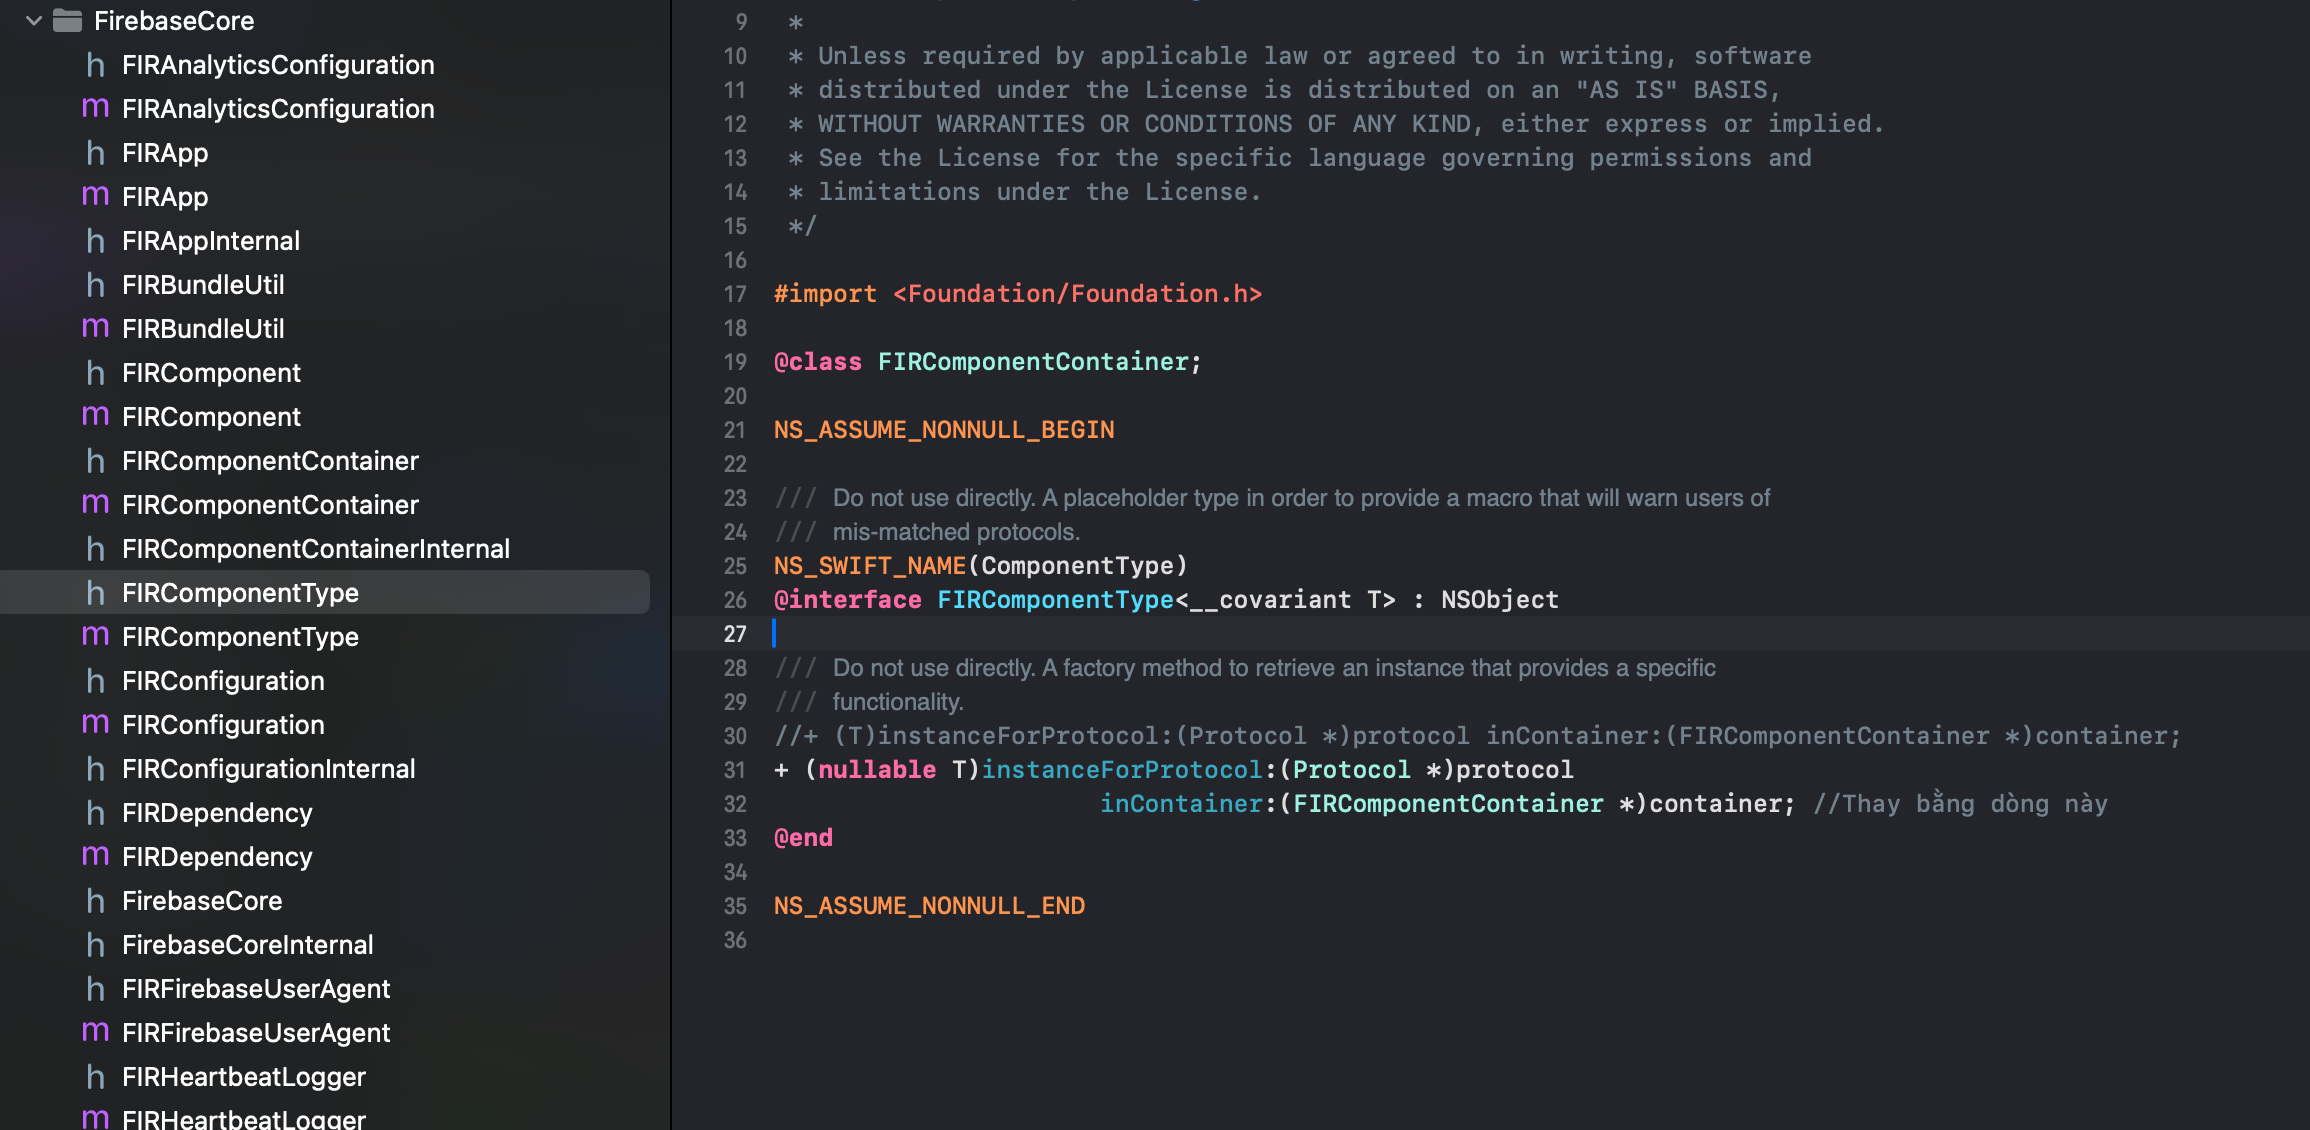 FirebaseCore
h FIRAnalyticsConfiguration
m FIRAnalyticsConfiguration
h FIRApp
m FIRApp
h FIRAppInternal
h FIRBundleUtil
m FIRBundleUtil
h FIRComponent
m FIRComponent
h FIRComponentContainer
m FIRComponentContainer
h FIRComponentContainerInternal
h FIRComponentType
m FIRComponentType
h FIRConfiguration
m FIRConfiguration
h FIRConfigurationInternal
h FIRDependency
m FIRDependency
h FirebaseCore
h FirebaseCoreInternal
h FIRFirebaseUserAgent
m FIRFirebaseUserAgent
h FIRHeartbeatLogger
m FIRHeartbeatLogger
9 *
10 * Unless required by applicable law or agreed to in writing, software
11 * distributed under the License is distributed on an "AS IS" BASIS,
12 * WITHOUT WARRANTIES OR CONDITIONS OF ANY KIND, either express or implied.
13 * See the License for the specific language governing permissions and
14 * limitations under the License.
15 */
16
17 #import <Foundation/Foundation.h>
18
19 @class FIRComponentContainer;
20
21 NS_ASSUME_NONNULL_BEGIN
22
23 /// Do not use directly. A placeholder type in order to provide a macro that will warn users of
24 /// mis-matched protocols.
25 NS_SWIFT_NAME(ComponentType)
26 @interface FIRComponentType<__covariant T> : NSObject
27
28 /// Do not use directly. A factory method to retrieve an instance that provides a specific
29 /// functionality.
30 //+ (T)instanceForProtocol:(Protocol *)protocol inContainer:(FIRComponentContainer *)container;
31 + (nullable T)instanceForProtocol:(Protocol *)protocol
32 inContainer:(FIRComponentContainer *)container; //Thay bằng dòng này
33 @end
34
35 NS_ASSUME_NONNULL_END
36